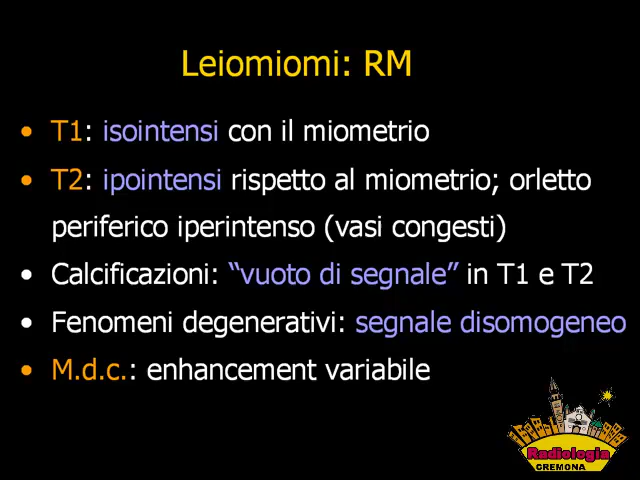 Leiomiomi: RM
• T1: isointensi con il miometrio
• T2: ipointensi rispetto al miometrio; orletto
periferico iperintenso (vasi congesti)
• Calcificazioni: “vuoto di segnale” in T1 e T2
• Fenomeni degenerativi: segnale disomogeneo
• M.d.c.: enhancement variabile
Radiologia
CREMONA